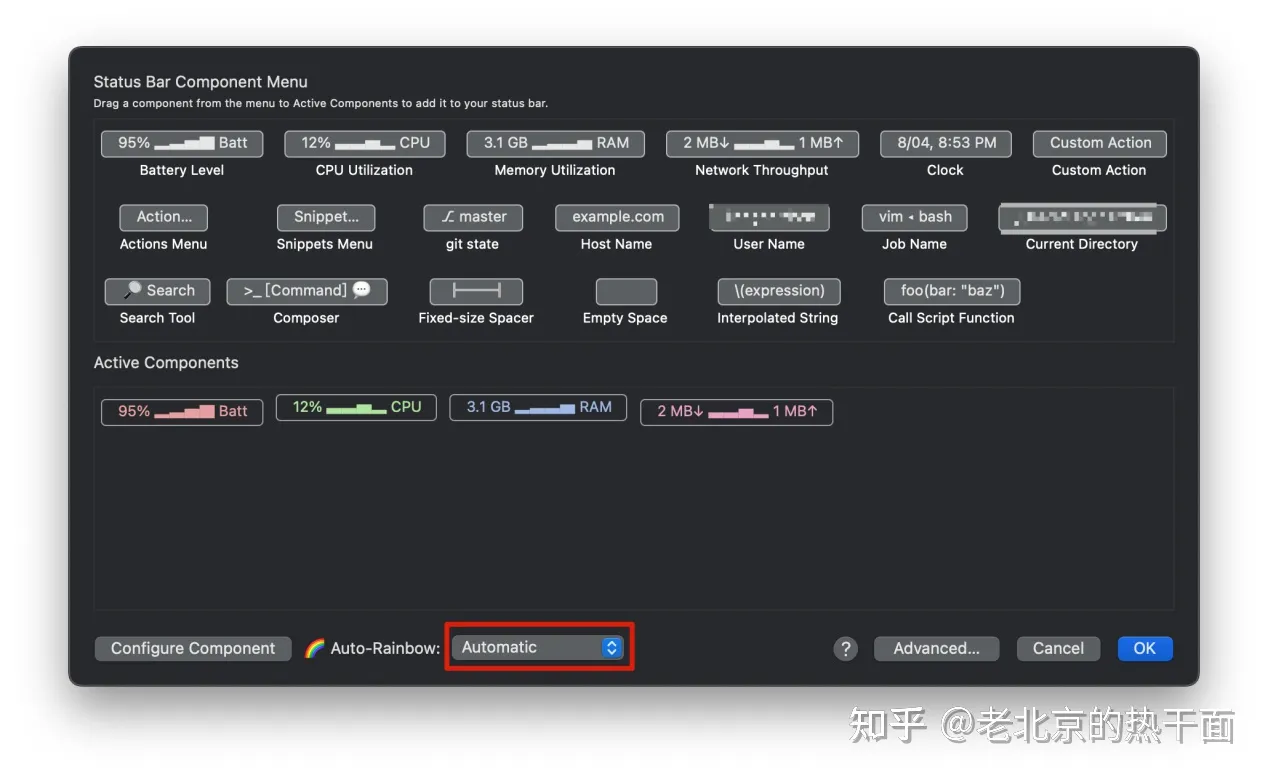 Status Bar Component Menu
Drag a component from the menu to Active Components to add it to your status bar.
95% Batt 12% CPU 3.1 GB RAM 2 MB↓ 1 MB↑ 8/04, 8:53 PM Custom Action
Battery Level CPU Utilization Memory Utilization Network Throughput Clock Custom Action
Action... Snippet... master example.com vim ◂ bash
Actions Menu Snippets Menu git state Host Name User Name Job Name Current Directory
Search >_ [Command] \(expression) foo(bar: "baz")
Search Tool Composer Fixed-size Spacer Empty Space Interpolated String Call Script Function
Active Components
95% Batt 12% CPU 3.1 GB RAM 2 MB↓ 1 MB↑
Configure Component Auto-Rainbow: Automatic ? Advanced... Cancel OK
知乎 @老北京的热干面